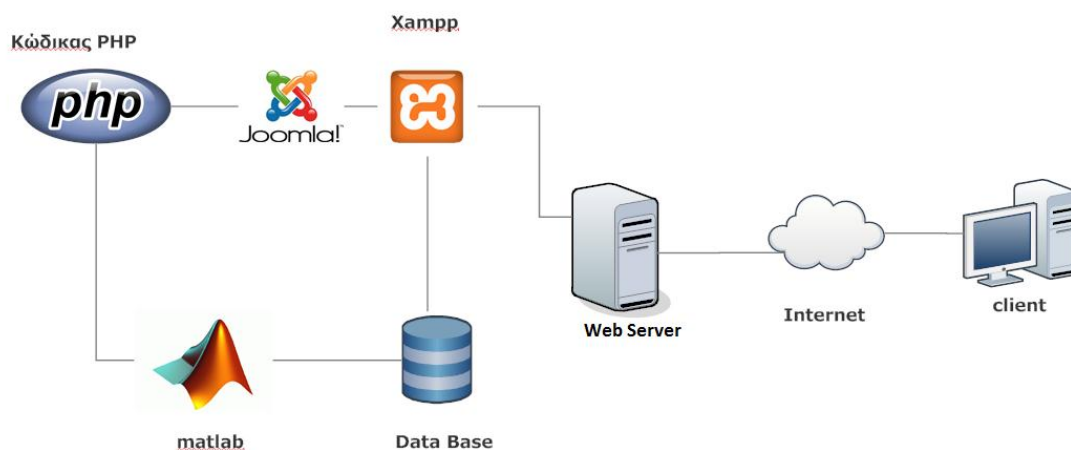 Xampp
Κώδικας PHP
php
Joomla!
Web Server
Internet
client
matlab
Data Base